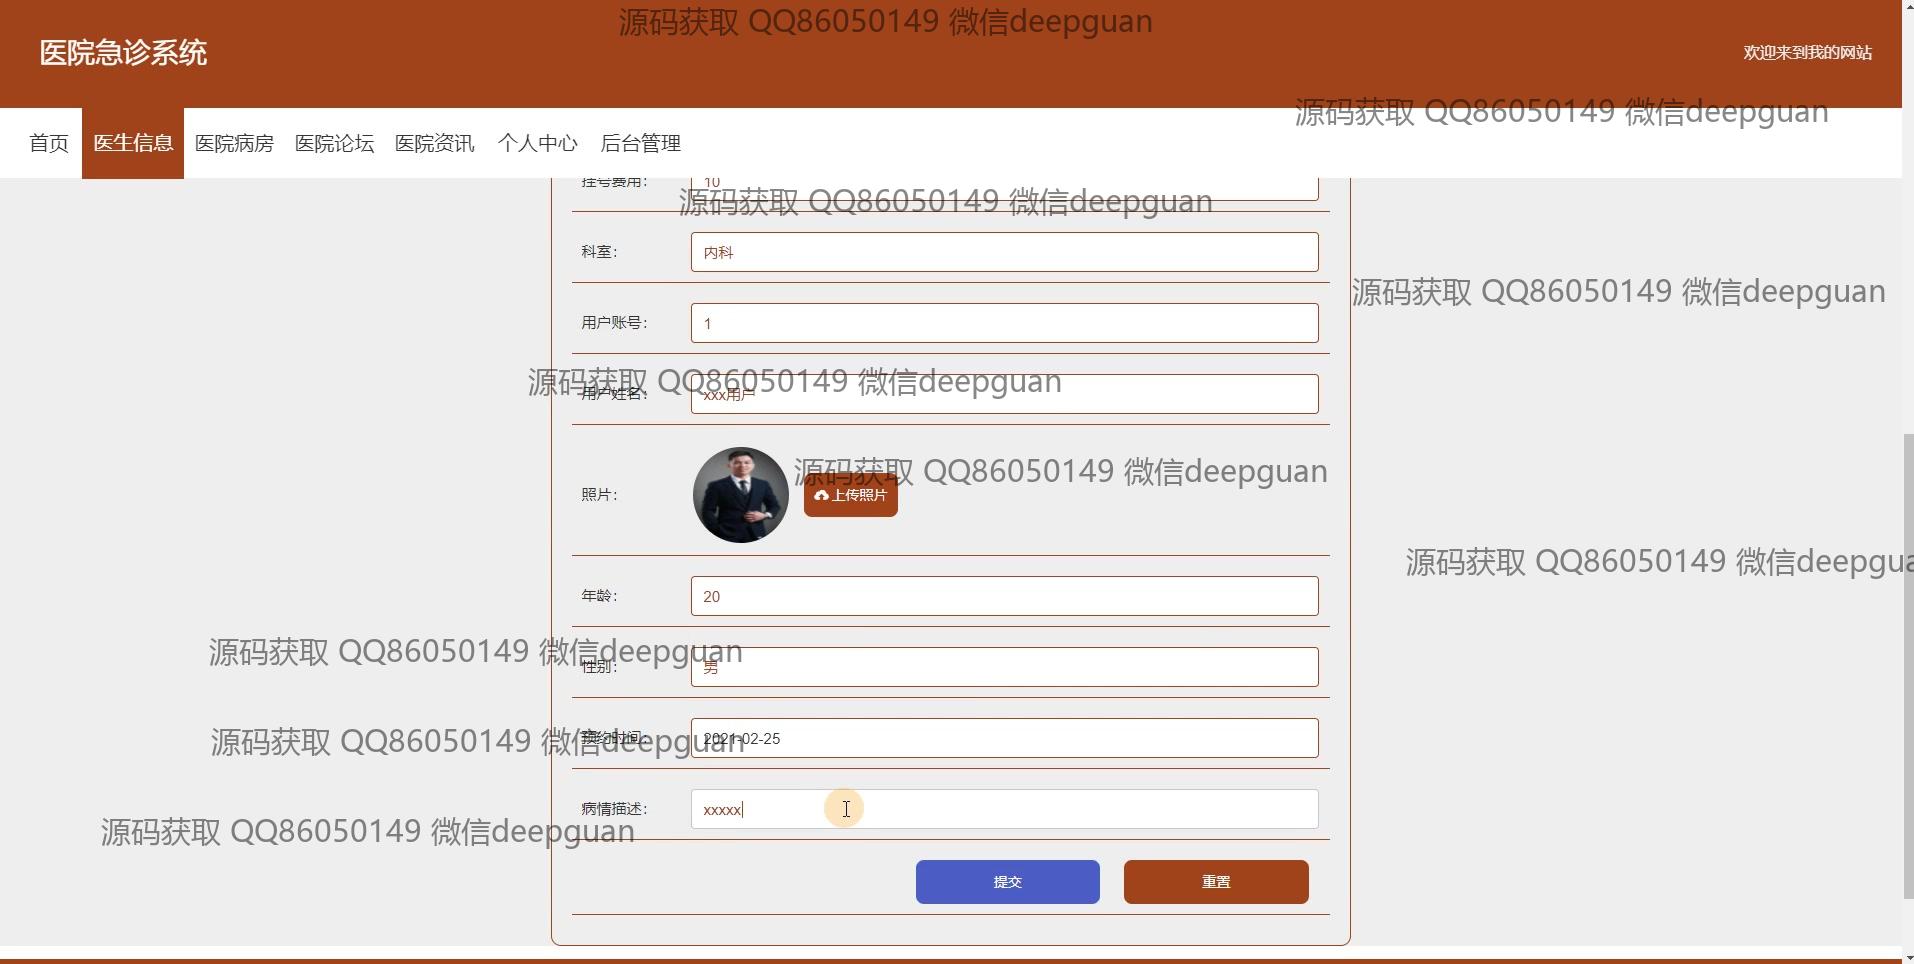 源码获取 QQ86050149 微信deepguan
医院急诊系统
欢迎来到我的网站
源码获取 QQ86050149 微信deepguan
首页 医生信息 医院病房 医院论坛 医院资讯 个人中心 后台管理
挂号费用： 10
源码获取 QQ86050149 微信deepguan
科室： 内科
源码获取 QQ86050149 微信deepguan
用户账号： 1
源码获取 QQ86050149 微信deepguan
用户姓名： xxx用户
源码获取 QQ86050149 微信deepguan
照片： 上传照片
源码获取 QQ86050149 微信deepgua
年龄： 20
源码获取 QQ86050149 微信deepguan
性别： 男
源码获取 QQ86050149 微信deepguan
预约时间： 2021-02-25
病情描述： xxxxx
源码获取 QQ86050149 微信deepguan
提交 重置